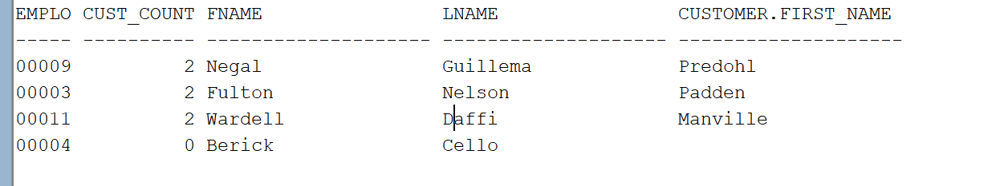 EMPLO CUST_COUNT FNAME                LNAME                CUSTOMER.FIRST_NAME
----- ---------- -------------------- -------------------- --------------------
00009          2 Negal                Guillema             Predohl
00003          2 Fulton               Nelson               Padden
00011          2 Wardell              Daffi                Manville
00004          0 Berick               Cello